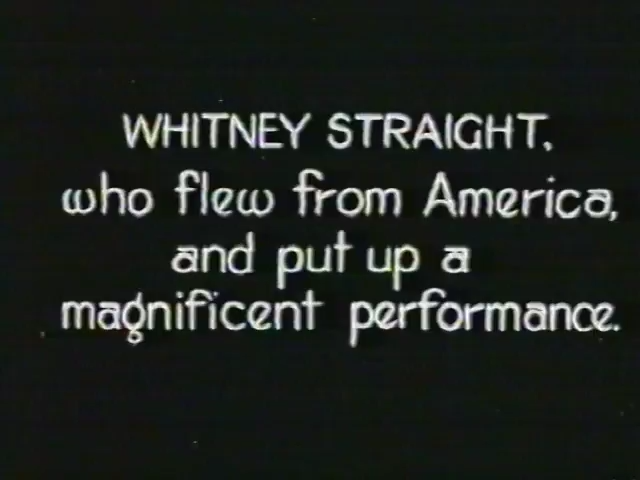 WHITNEY STRAIGHT,
who flew from America,
and put up a
magnificent performance.